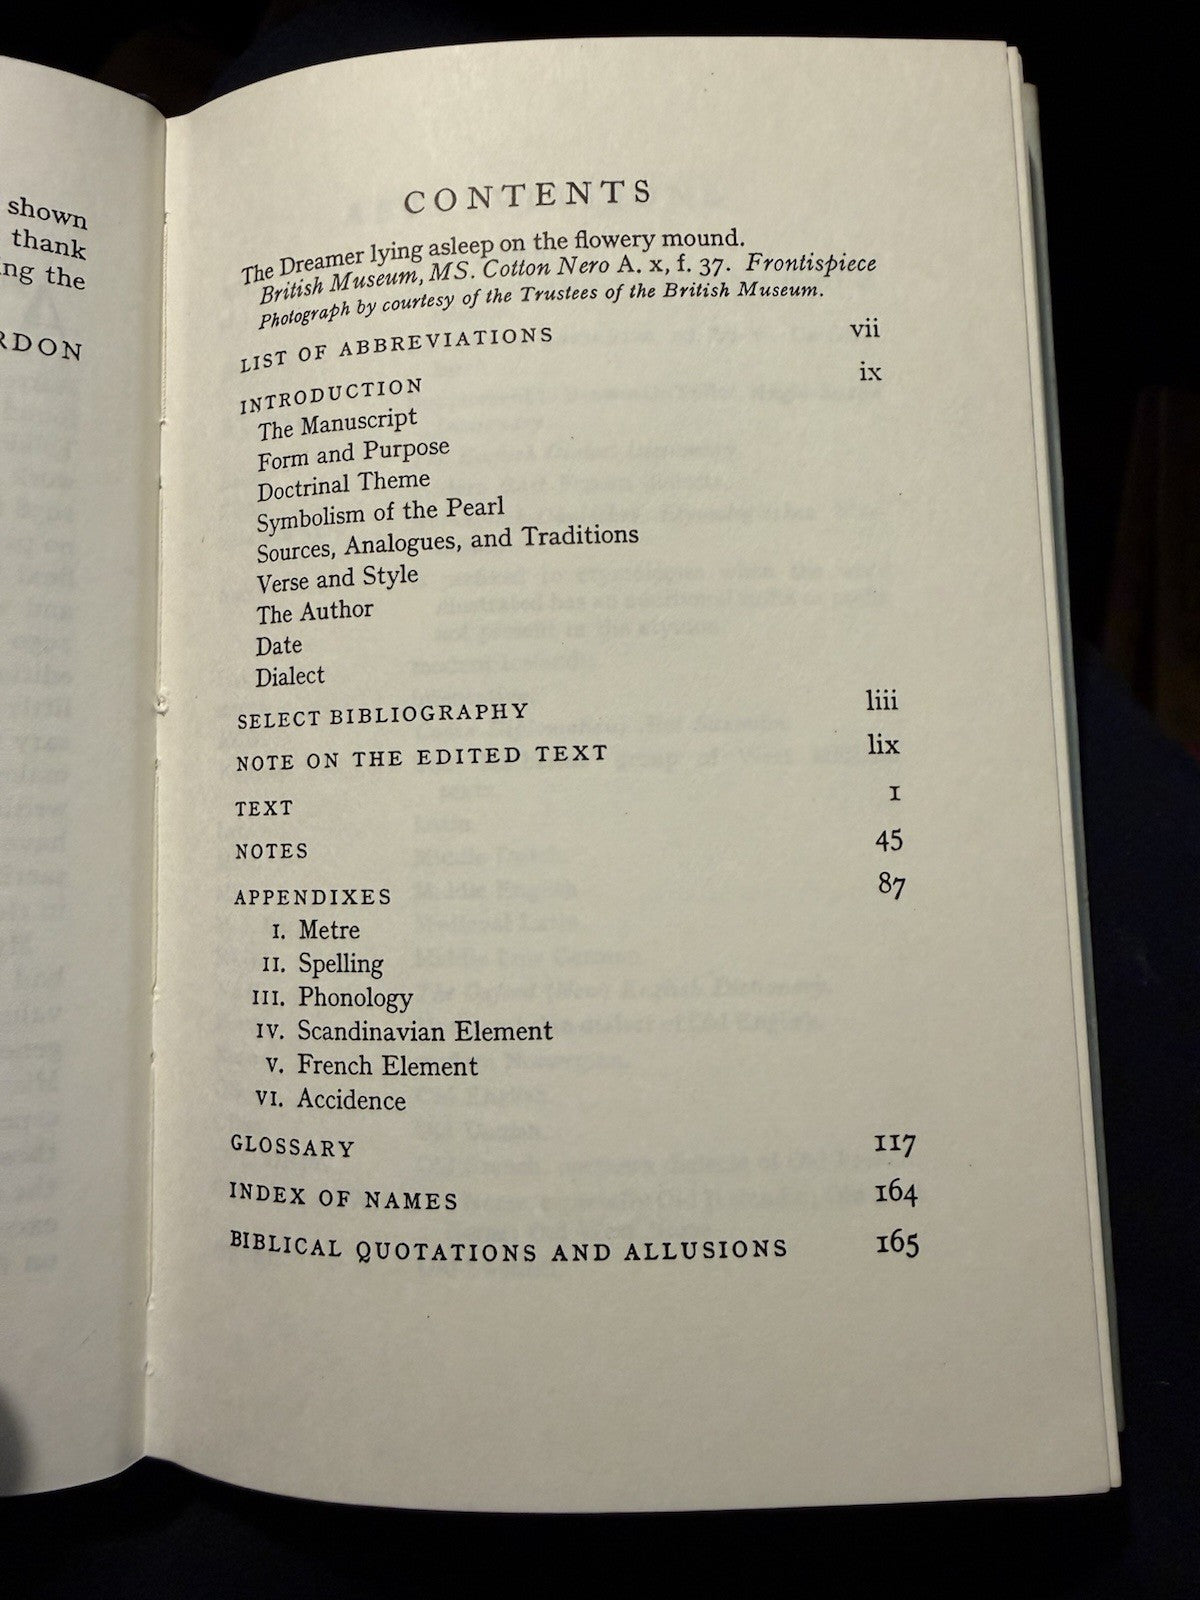 shown
thank
ng the
RDON
CONTENTS
The Dreamer lying asleep on the flowery mound.
British Museum, MS. Cotton Nero A. x, f. 37. Frontispiece
Photograph by courtesy of the Trustees of the British Museum.
LIST OF ABBREVIATIONS vii
INTRODUCTION ix
The Manuscript
Form and Purpose
Doctrinal Theme
Symbolism of the Pearl
Sources, Analogues, and Traditions
Verse and Style
The Author
Date
Dialect
SELECT BIBLIOGRAPHY liii
NOTE ON THE EDITED TEXT lix
TEXT 1
NOTES 45
APPENDIXES 87
I. Metre
II. Spelling
III. Phonology
IV. Scandinavian Element
V. French Element
VI. Accidence
GLOSSARY 117
INDEX OF NAMES 164
BIBLICAL QUOTATIONS AND ALLUSIONS 165